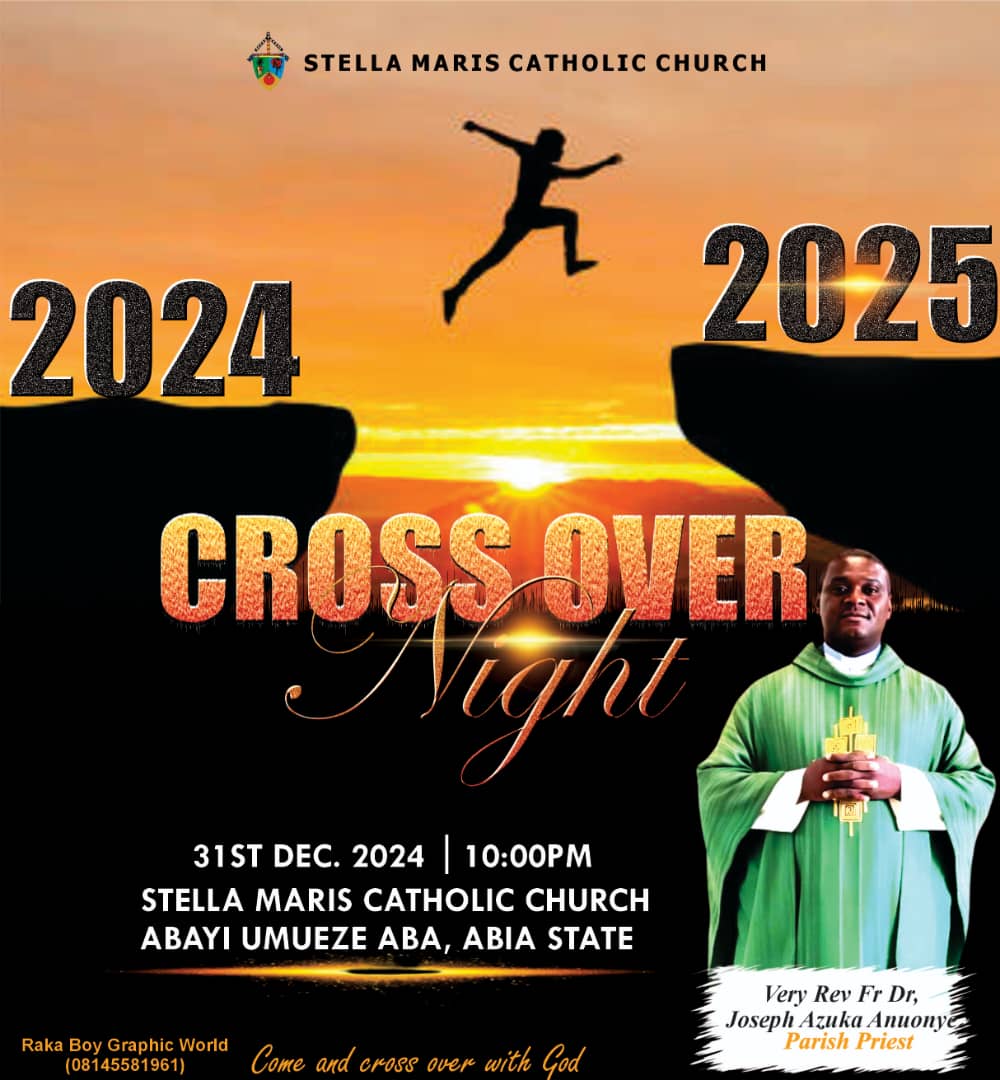 STELLA MARIS CATHOLIC CHURCH
2024
2025
CROSS OVER
Night
31ST DEC. 2024 | 10:00PM
STELLA MARIS CATHOLIC CHURCH
ABAYI UMUEZE ABA, ABIA STATE
Very Rev Fr Dr,
Joseph Azuka Anuonye
Parish Priest
Raka Boy Graphic World
(08145581961)
Come and cross over with God